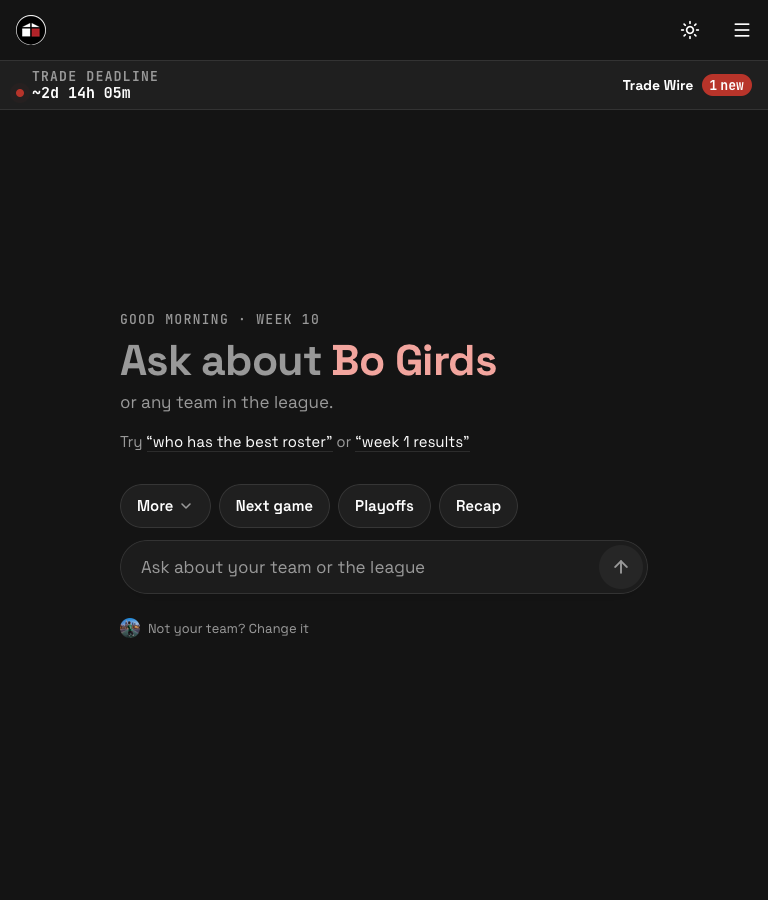 TRADE DEADLINE
~2d 14h 05m
Trade Wire 1 new
GOOD MORNING · WEEK 10
Ask about Bo Girds
or any team in the league.
Try “who has the best roster” or “week 1 results”
More Next game Playoffs Recap
Ask about your team or the league
Not your team? Change it